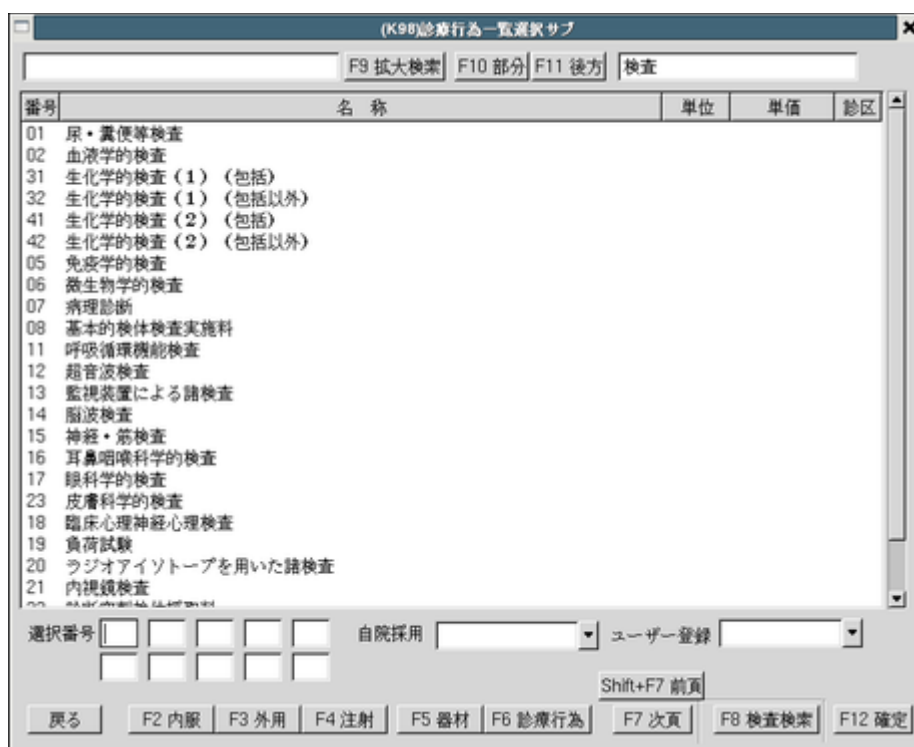 (K98)診療行為一覧選択サブ
F9 拡大検索 F10 部分 F11 後方 検査
番号 名 称 単位 単価 診区
01 尿・糞便等検査
02 血液学的検査
31 生化学的検査(1)(包括)
32 生化学的検査(1)(包括以外)
41 生化学的検査(2)(包括)
42 生化学的検査(2)(包括以外)
05 免疫学的検査
06 微生物学的検査
07 病理診断
08 基本的検体検査実施料
11 呼吸循環機能検査
12 超音波検査
13 監視装置による諸検査
14 脳波検査
15 神経・筋検査
16 耳鼻咽喉科学的検査
17 眼科学的検査
23 皮膚科学的検査
18 臨床心理神経心理検査
19 負荷試験
20 ラジオアイソトープを用いた諸検査
21 内視鏡検査
選択番号 自院採用 ユーザー登録
Shift+F7 前頁
戻る F2 内服 F3 外用 F4 注射 F5 器材 F6 診療行為 F7 次頁 F8 検査検索 F12 確定